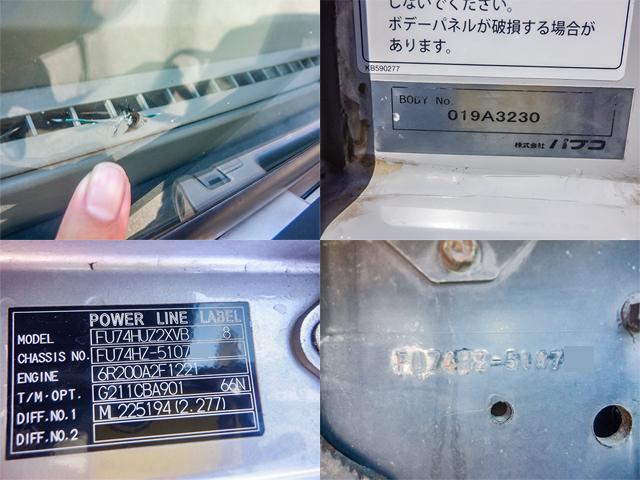 しないでください。
ボデーパネルが破損する場合が
あります。
KB590277
BODY No.
019A3230
株式会社 パブコ
POWER LINE LABEL
MODEL FU74HUZ2XVB 8
CHASSIS NO. FU74HZ-5107
ENGINE 6R200A2F1221
T/M·OPT. G211CBA901 66N
DIFF.NO.1 M 225194(2.277)
DIFF.NO.2
FU74HZ-5107